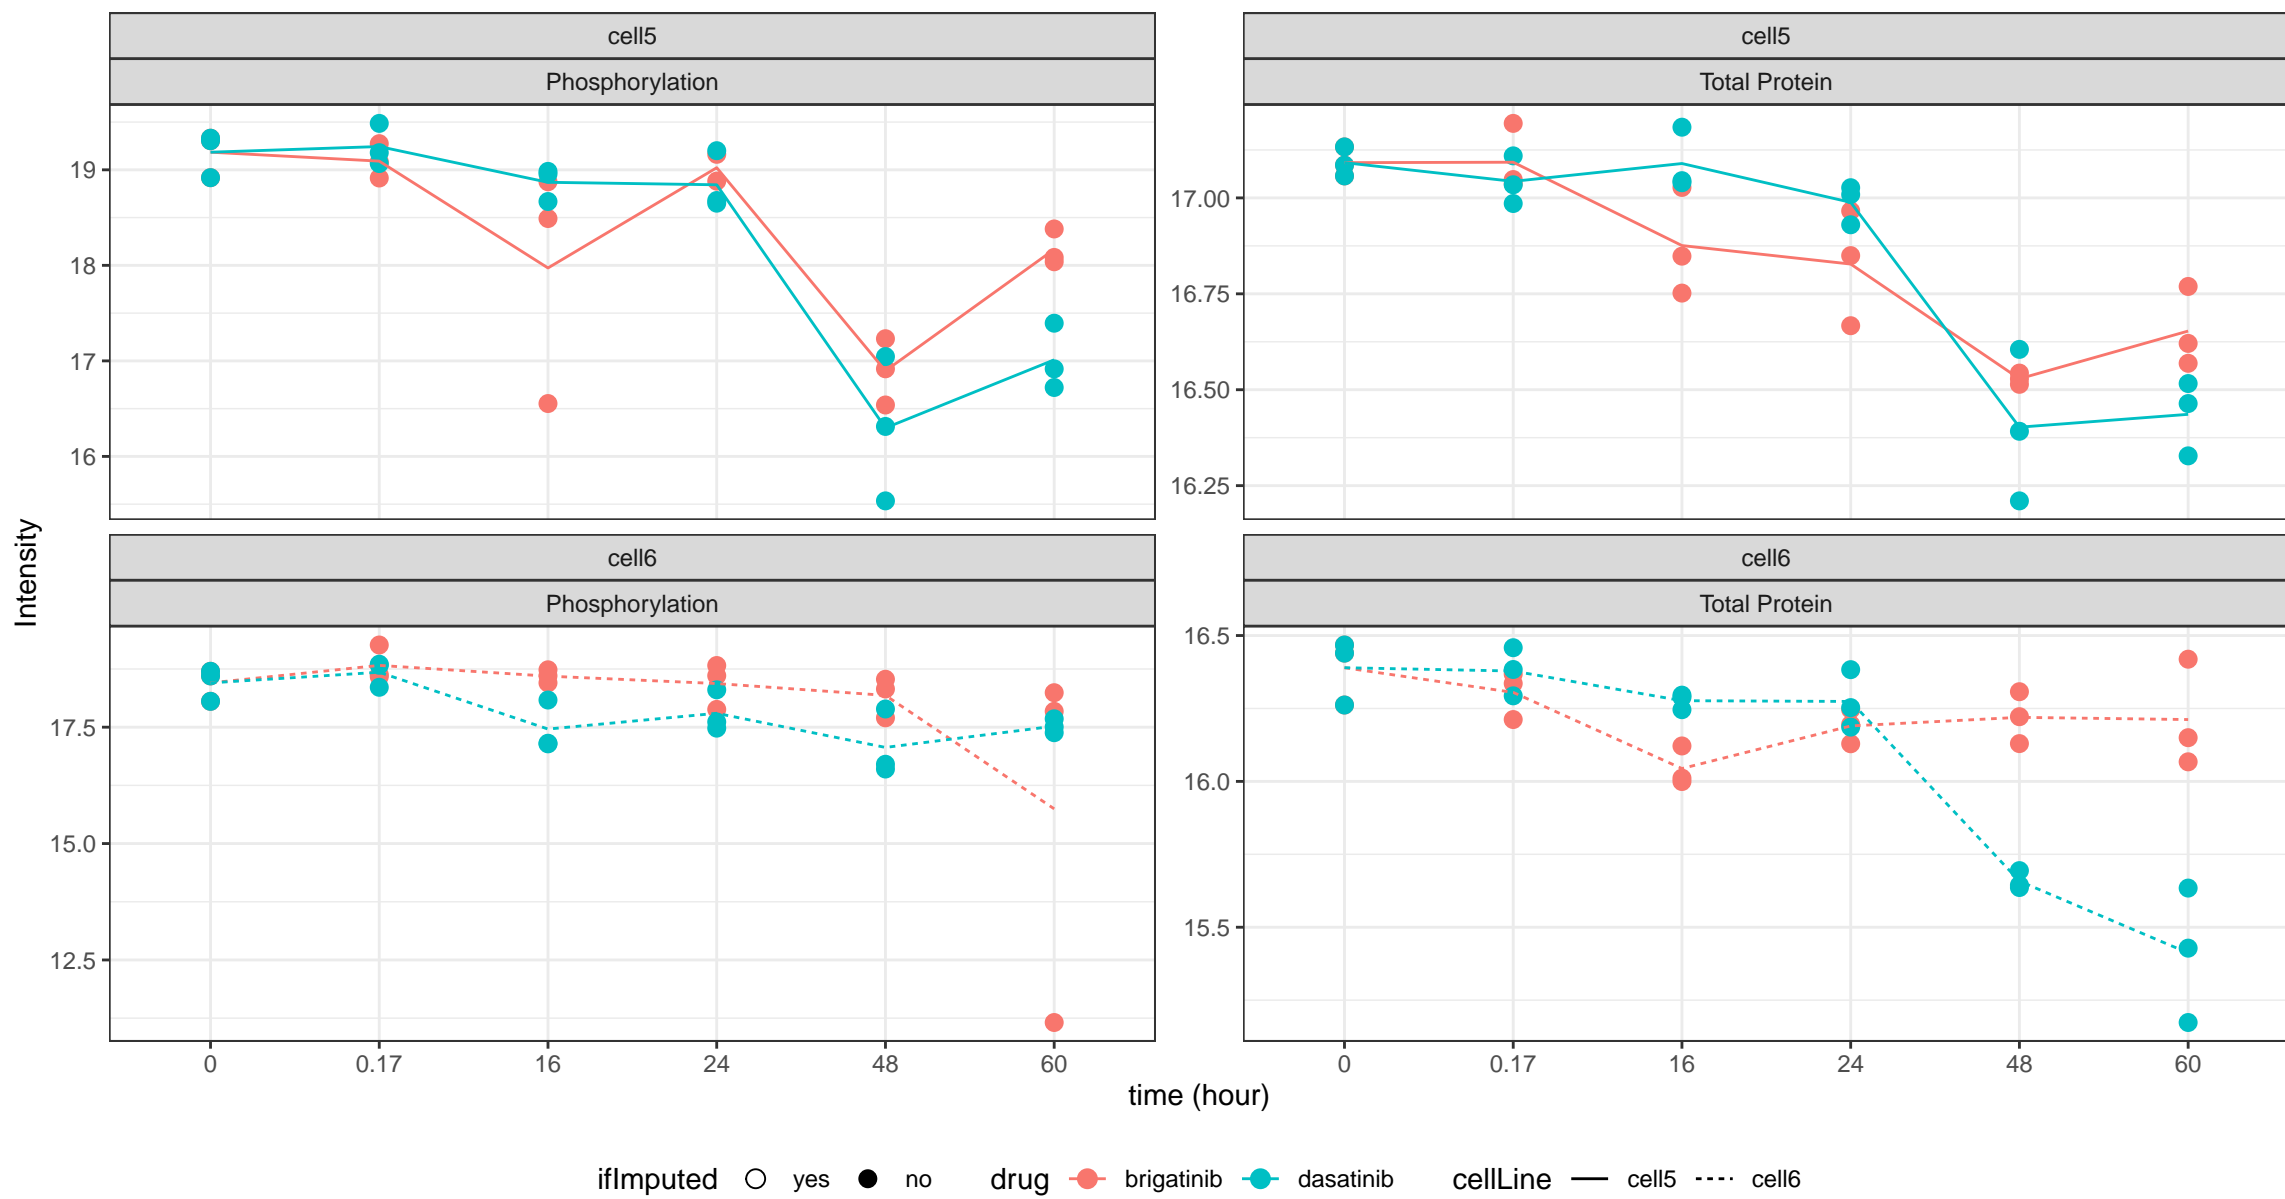 cell5
Phosphorylation
cell5
Total Protein
19
18
17
16
17.00
16.75
16.50
16.25
Intensity
cell6
Phosphorylation
cell6
Total Protein
17.5
15.0
12.5
16.5
16.0
15.5
0 0.17 16 24 48 60
0 0.17 16 24 48 60
time (hour)
ifImputed yes no drug brigatinib dasatinib cellLine cell5 cell6